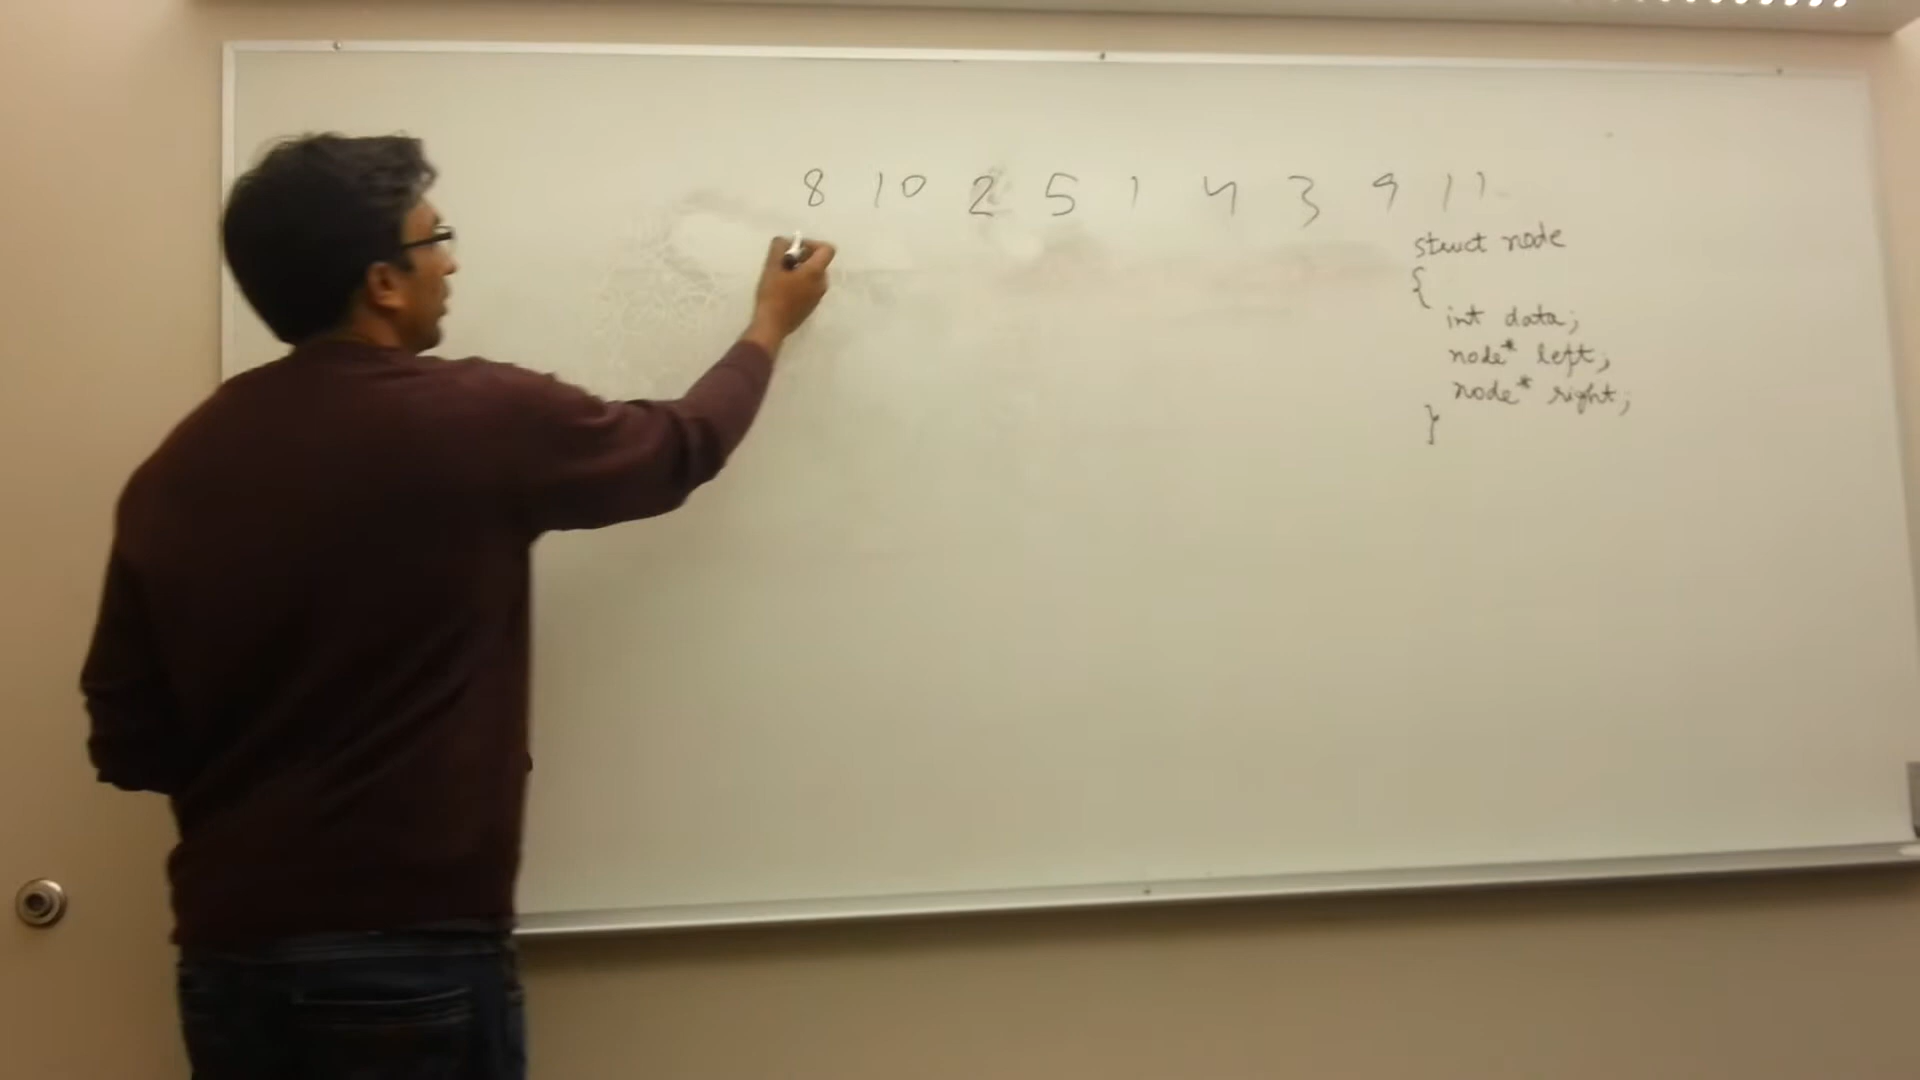 8 10 2 5 1 4 3 9 11
struct node
{
int data;
node* left;
node* right;
}